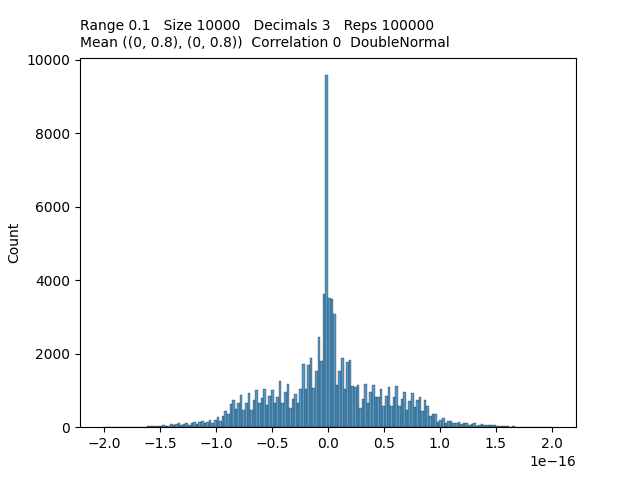 Range 0.1   Size 10000   Decimals 3   Reps 100000
Mean ((0, 0.8), (0, 0.8))  Correlation 0  DoubleNormal
10000
8000
6000
4000
2000
0
Count
−2.0 −1.5 −1.0 −0.5 0.0 0.5 1.0 1.5 2.0
1e−16